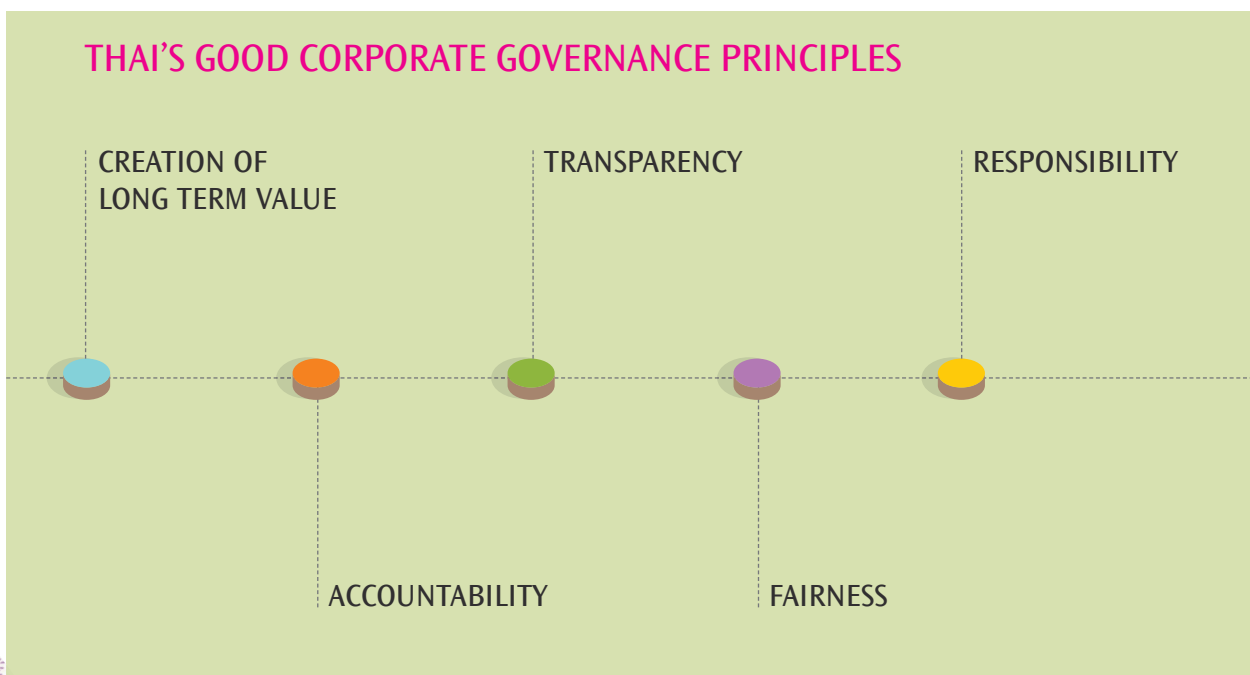 THAI'S GOOD CORPORATE GOVERNANCE PRINCIPLES
CREATION OF
LONG TERM VALUE
TRANSPARENCY
RESPONSIBILITY
ACCOUNTABILITY
FAIRNESS